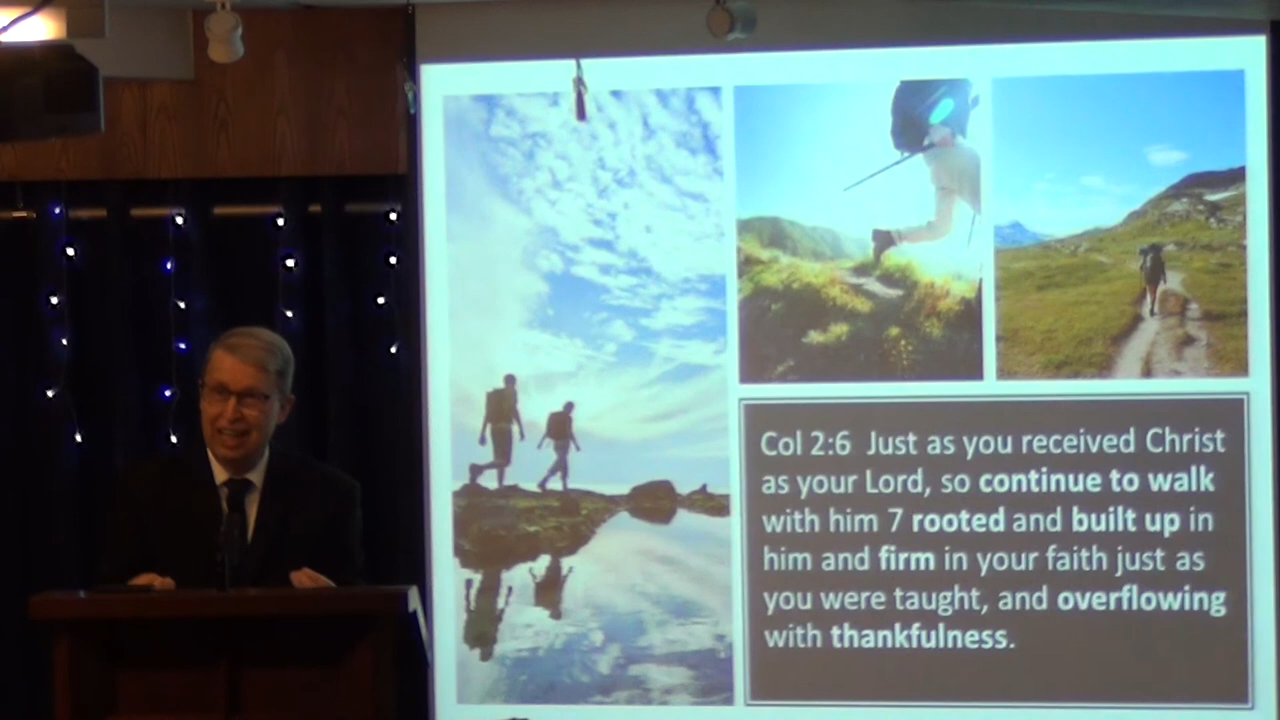 Col 2:6 Just as you received Christ
as your Lord, so continue to walk
with him 7 rooted and built up in
him and firm in your faith just as
you were taught, and overflowing
with thankfulness.